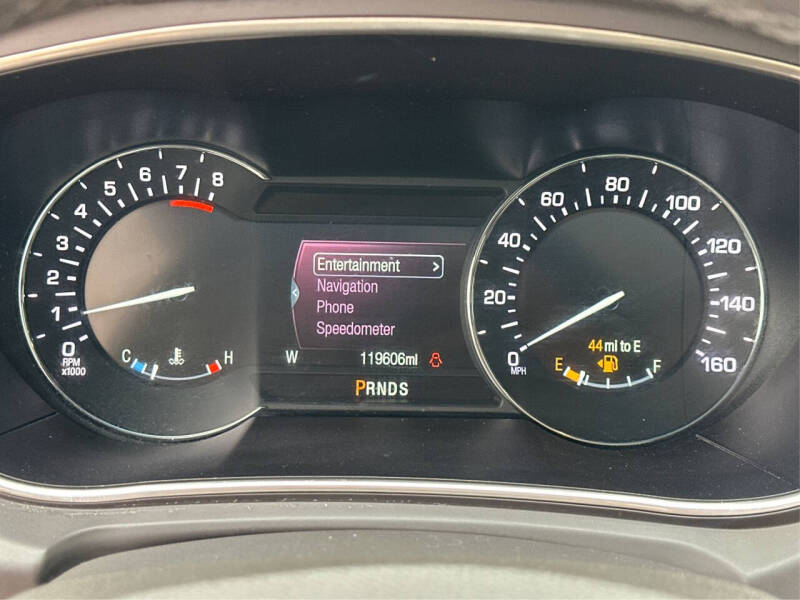 0 1 2 3 4 5 6 7 8
RPM
x1000
C H
Entertainment >
Navigation
Phone
Speedometer
W 119606mi
PRNDS
0 20 40 60 80 100 120 140 160
MPH
44 mi to E
E F